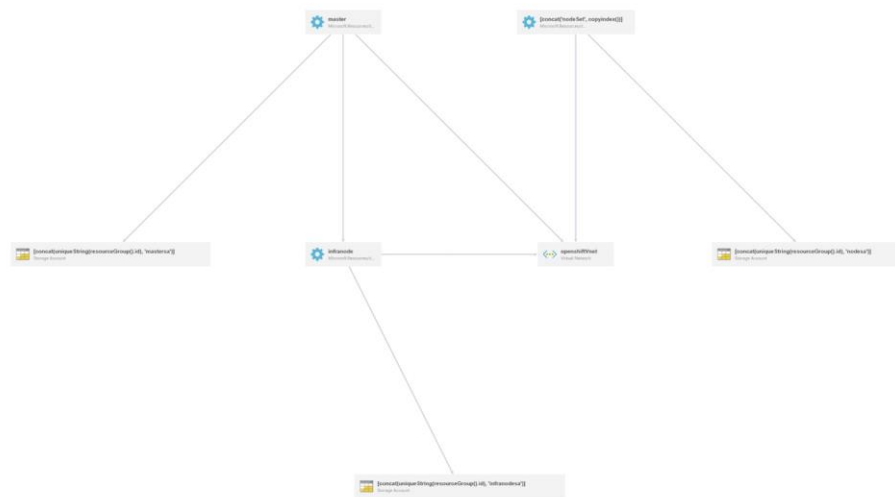 master
Microsoft.Resources/...
[concat('nodeSet', copyindex())]
Microsoft.Resources/...
[concat(uniqueString(resourceGroup().id), 'mastersa')]
Storage Account
infranode
Microsoft.Resources/...
openshiftVnet
Virtual Network
[concat(uniqueString(resourceGroup().id), 'nodesa')]
Storage Account
[concat(uniqueString(resourceGroup().id), 'infranodesa')]
Storage Account